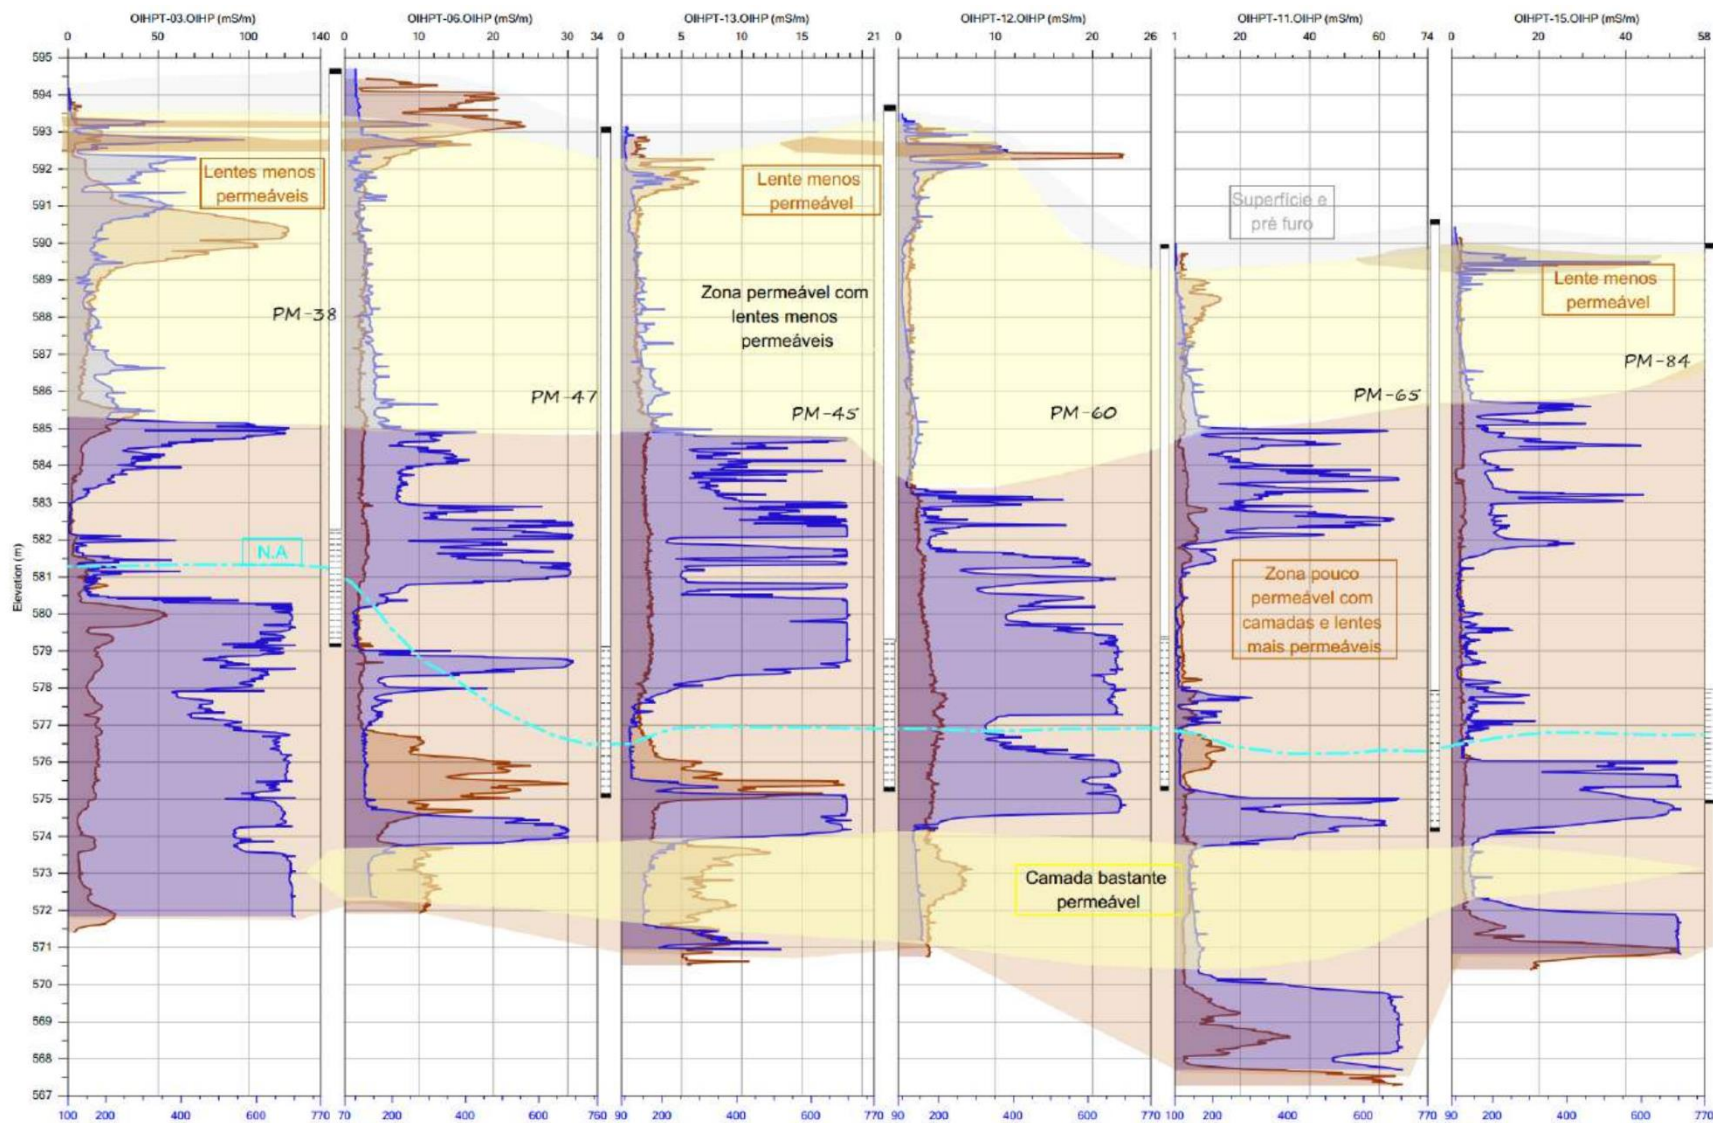 OIHPT-03.OIHP (mS/m) OIHPT-06.OIHP (mS/m) OIHPT-13.OIHP (mS/m) OIHPT-12.OIHP (mS/m) OIHPT-11.OIHP (mS/m) OIHPT-15.OIHP (mS/m)
0 50 100 140 0 10 20 30 34 0 5 10 15 21 0 10 20 26 1 20 40 60 74 0 20 40 58
595
594
593
592
591
590
589
588
587
586
585
584
583
582
581
580
579
578
577
576
575
574
573
572
571
570
569
568
567
Elevation (m)
Lentes menos
permeáveis
Lente menos
permeável
Superfície e
pré furo
Lente menos
permeável
Zona permeável com
lentes menos
permeáveis
PM-38
PM-47
PM-45
PM-60
PM-65
PM-84
N.A
Zona pouco
permeável com
camadas e lentes
mais permeáveis
Camada bastante
permeável
100 200 400 600 770 70 200 400 600 760 90 200 400 600 770 90 200 400 600 770 100 200 400 600 770 90 200 400 600 770